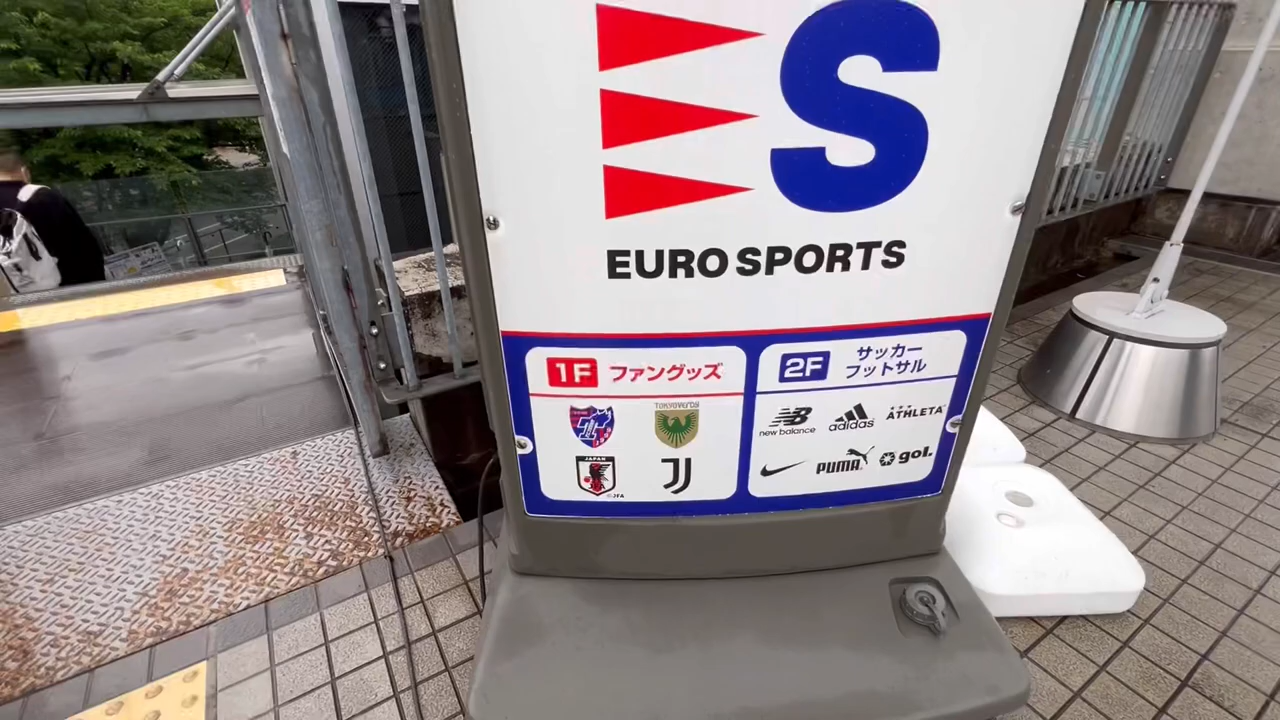 S
EURO SPORTS
1F ファングッズ
TOKYO VERDY
JAPAN
©JFA
2F サッカー
フットサル
new balance
adidas
ATHLETA
PUMA
gol.